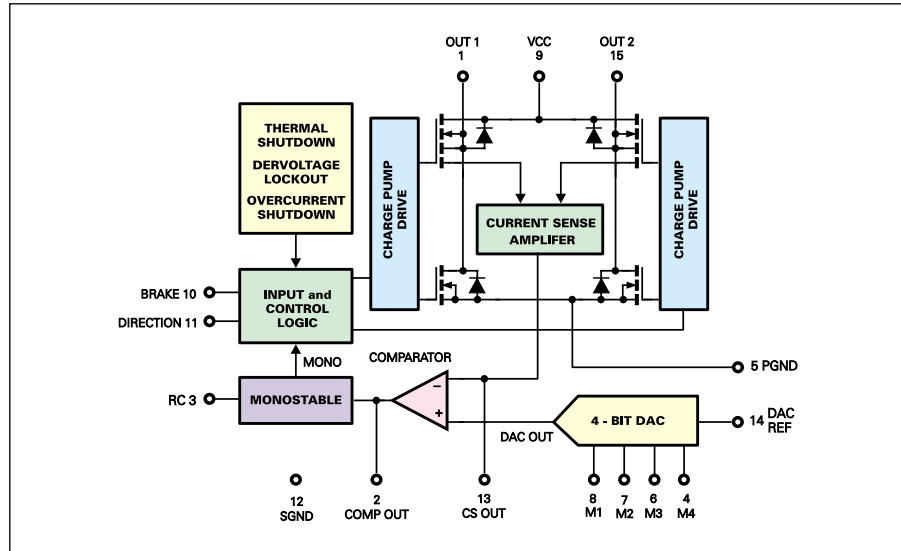 OUT 1
1
VCC
9
OUT 2
15
THERMAL
SHUTDOWN
DERVOLTAGE
LOCKOUT
OVERCURRENT
SHUTDOWN
CHARGE PUMP
DRIVE
CURRENT SENSE
AMPLIFER
CHARGE PUMP
DRIVE
BRAKE 10
DIRECTION 11
INPUT and
CONTROL
LOGIC
MONO
COMPARATOR
5 PGND
RC 3
MONOSTABLE
−
+
DAC OUT
4 - BIT DAC
14 DAC
REF
12
SGND
2
COMP OUT
13
CS OUT
8
M1
7
M2
6
M3
4
M4